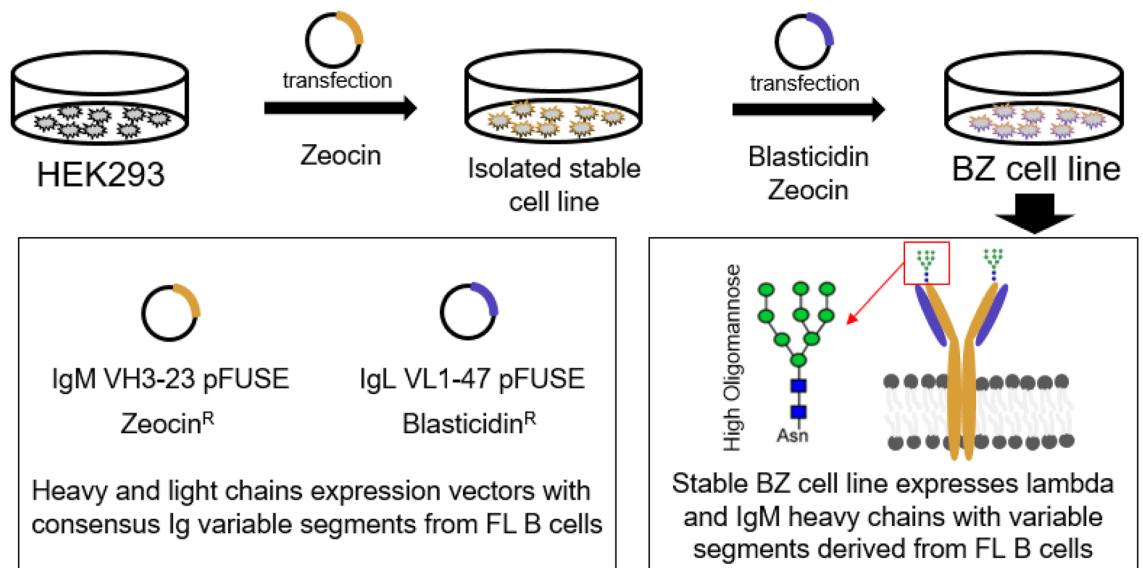 transfection
Zeocin
HEK293
Isolated stable
cell line
transfection
Blasticidin
Zeocin
BZ cell line
IgM VH3-23 pFUSE
Zeocinᴿ
IgL VL1-47 pFUSE
Blasticidinᴿ
Heavy and light chains expression vectors with
consensus Ig variable segments from FL B cells
High Oligomannose
Asn
Stable BZ cell line expresses lambda
and IgM heavy chains with variable
segments derived from FL B cells